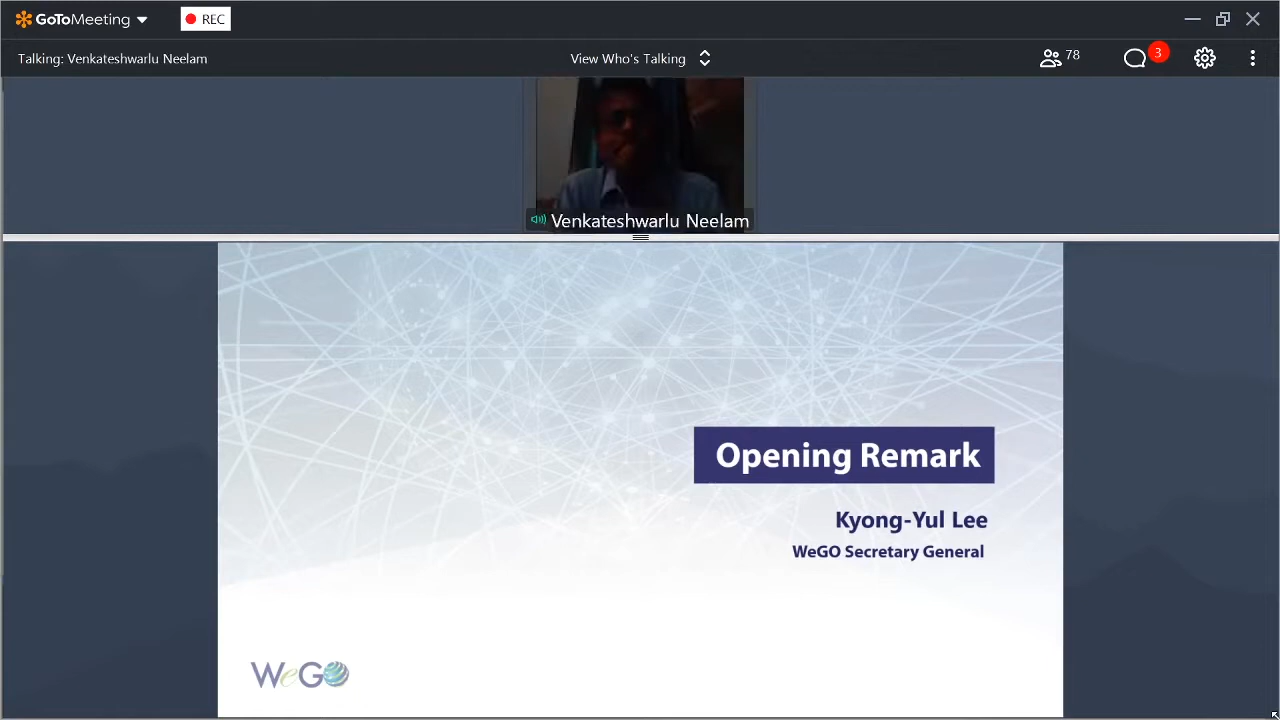 GoToMeeting
REC
Talking: Venkateshwarlu Neelam
View Who's Talking
78
3
Venkateshwarlu Neelam
Opening Remark
Kyong-Yul Lee
WeGO Secretary General
WeGO